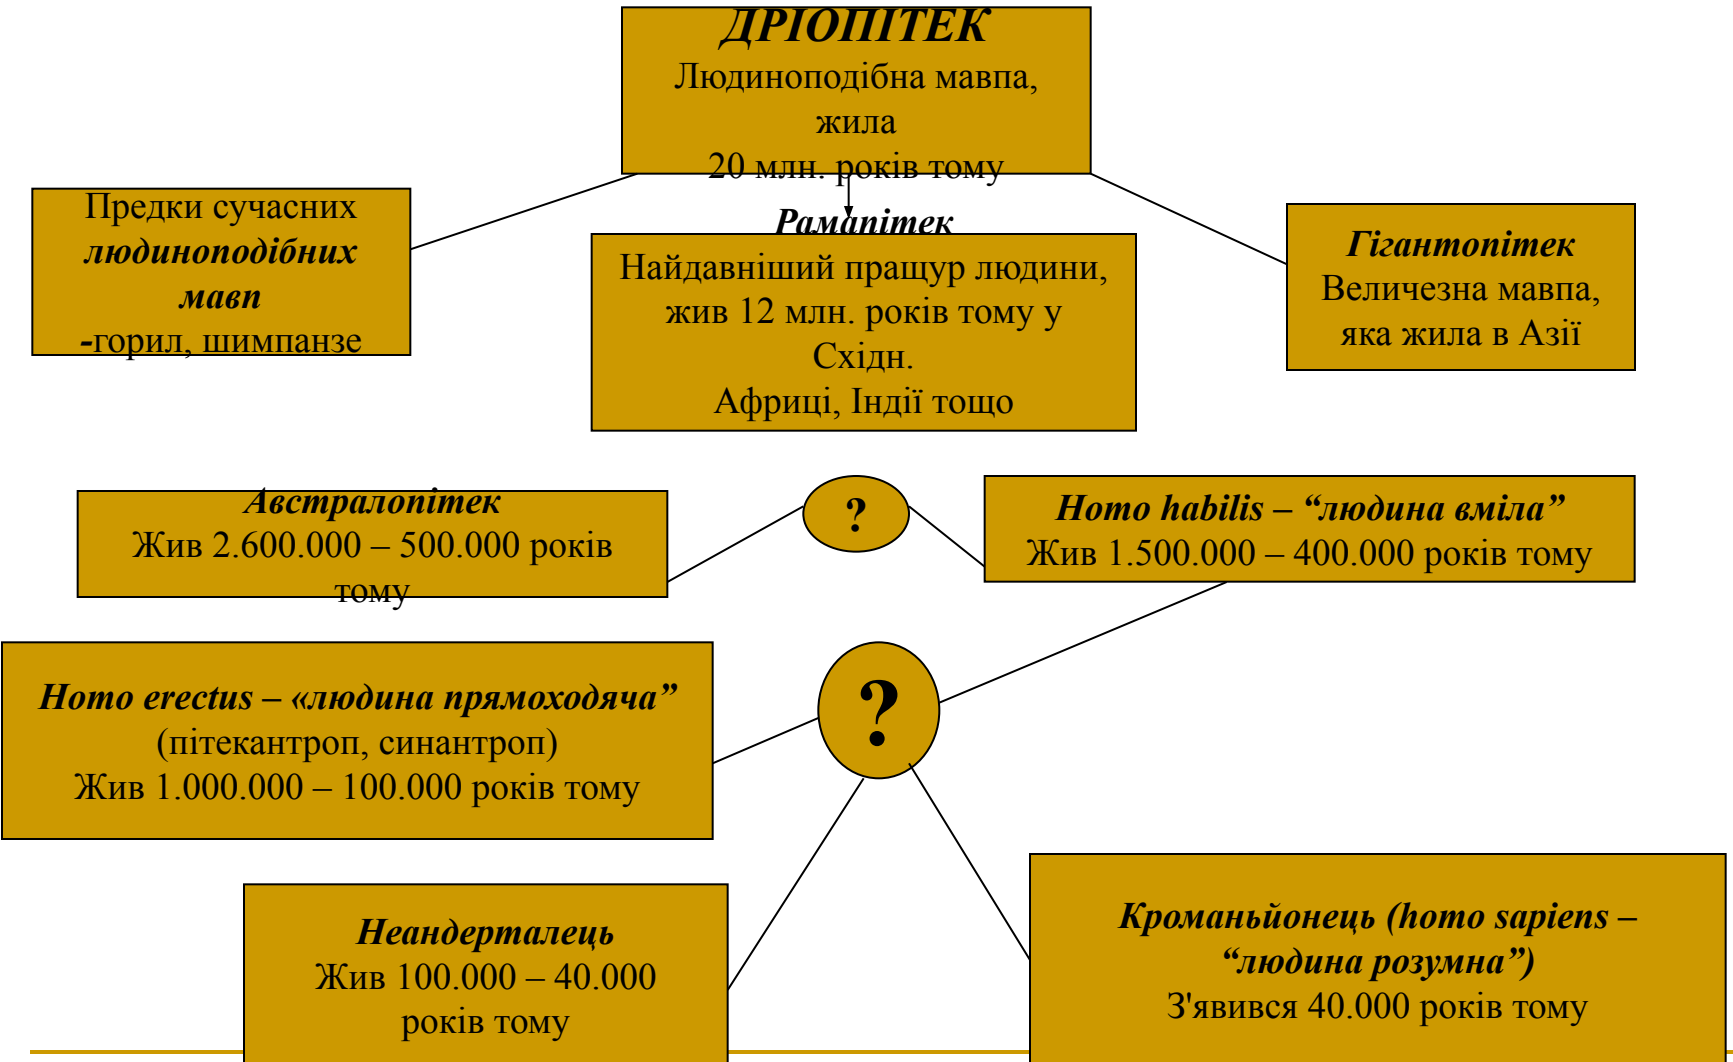 ДРІОПІТЕК
Людиноподібна мавпа,
жила
20 млн. років тому
Предки сучасних
людиноподібних
мавп
-горил, шимпанзе
Рамапітек
Найдавніший пращур людини,
жив 12 млн. років тому у
Східн.
Африці, Індії тощо
Гігантопітек
Величезна мавпа,
яка жила в Азії
Австралопітек
Жив 2.600.000 – 500.000 років
тому
?
Homo habilis – “людина вміла”
Жив 1.500.000 – 400.000 років тому
Homo erectus – «людина прямоходяча”
(пітекантроп, синантроп)
Жив 1.000.000 – 100.000 років тому
?
Неандерталець
Жив 100.000 – 40.000
років тому
Кроманьйонець (homo sapiens –
“людина розумна”)
З'явився 40.000 років тому